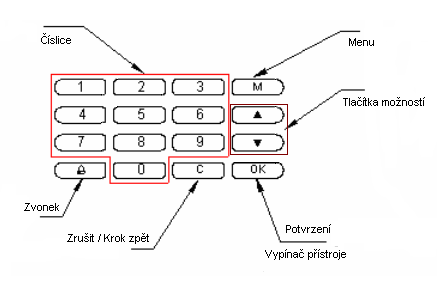 Číslice
Menu
1 2 3 M
4 5 6 ▲
Tlačítka možností
7 8 9 ▼
0 C OK
Zvonek
Zrušit / Krok zpět
Potvrzení
Vypínač přístroje